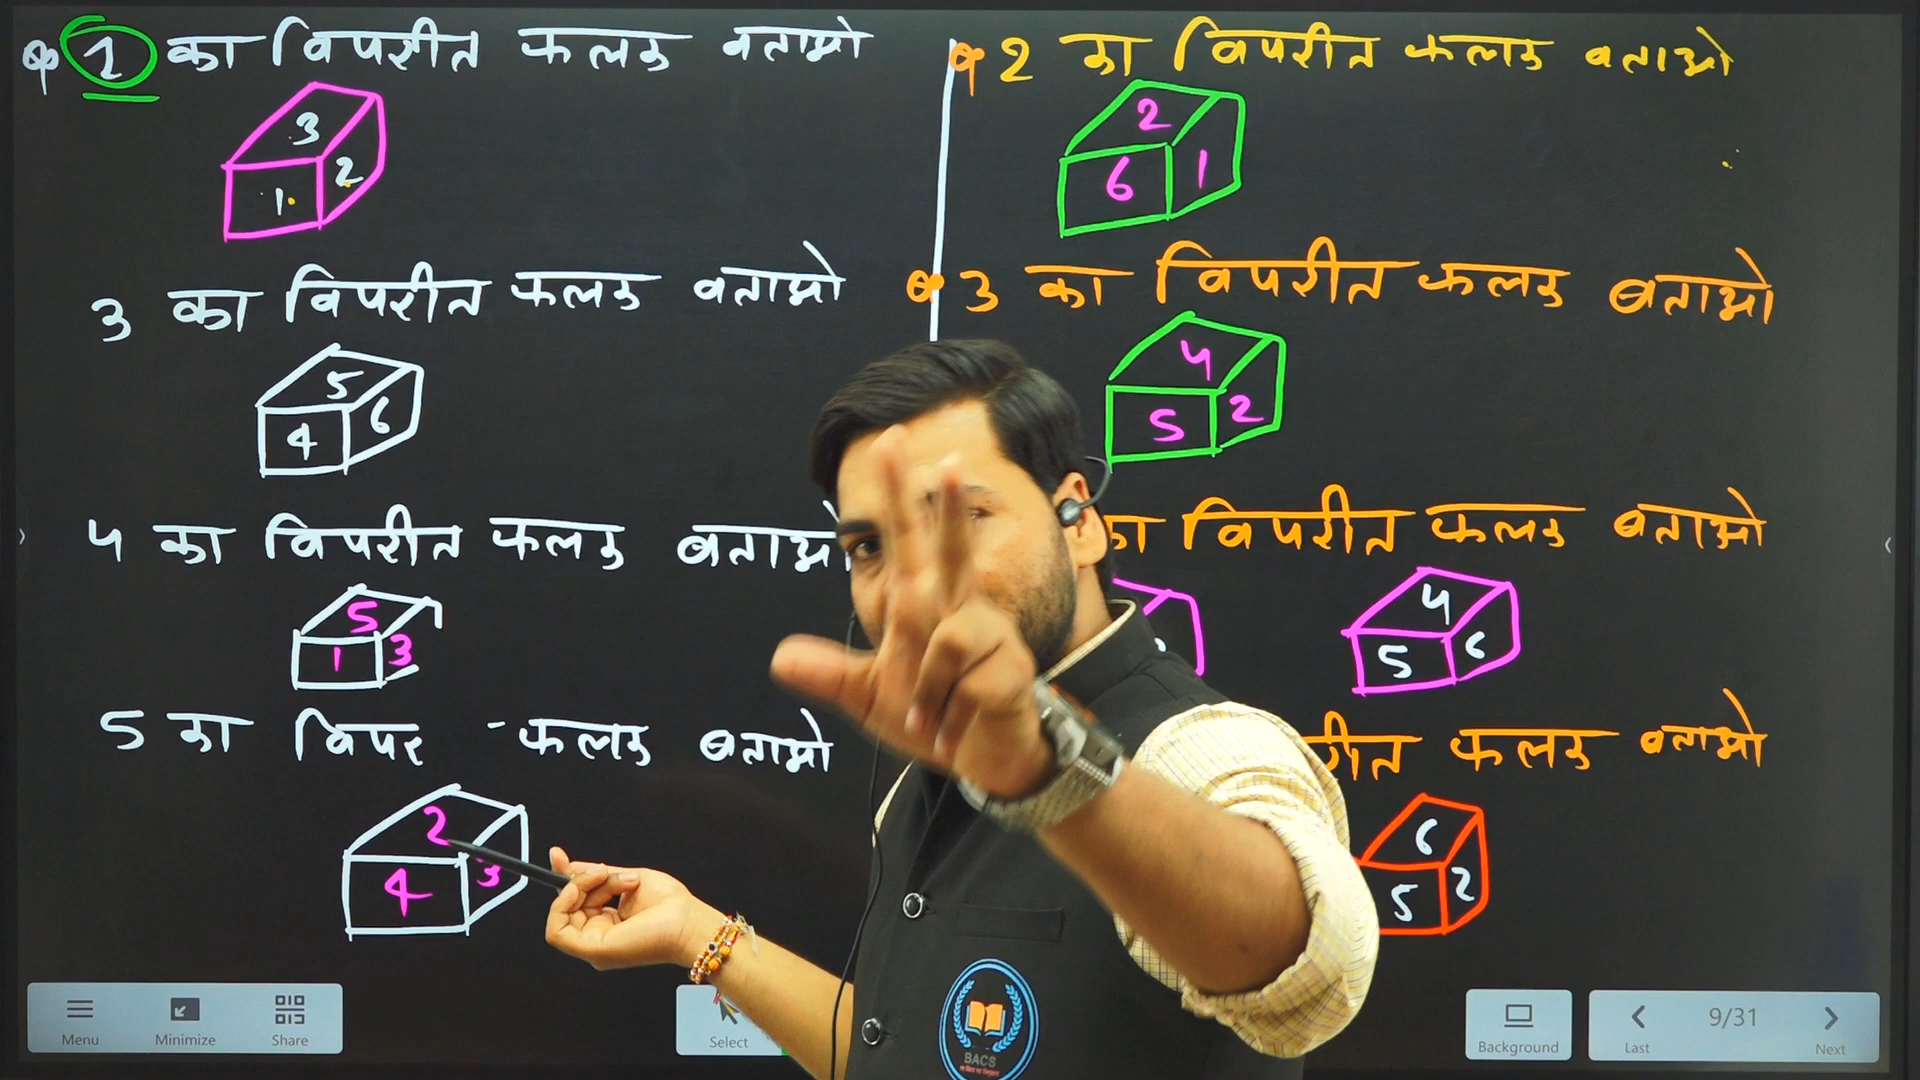 Q 1 का विपरीत फलक बताओ
3
1 2
3 का विपरीत फलक बताओ
5
4 6
५ का विपरीत फलक बताओ
5
1 3
5 का विपर फलक बताओ
2
4 3
Q 2 का विपरीत फलक बताओ
2
6 1
Q 3 का विपरीत फलक बताओ
५
5 2
का विपरीत फलक बताओ
५
5 6
रीत फलक बताओ
6
5 2
BACS
Menu Minimize Share
Select
Background
9/31
Last Next